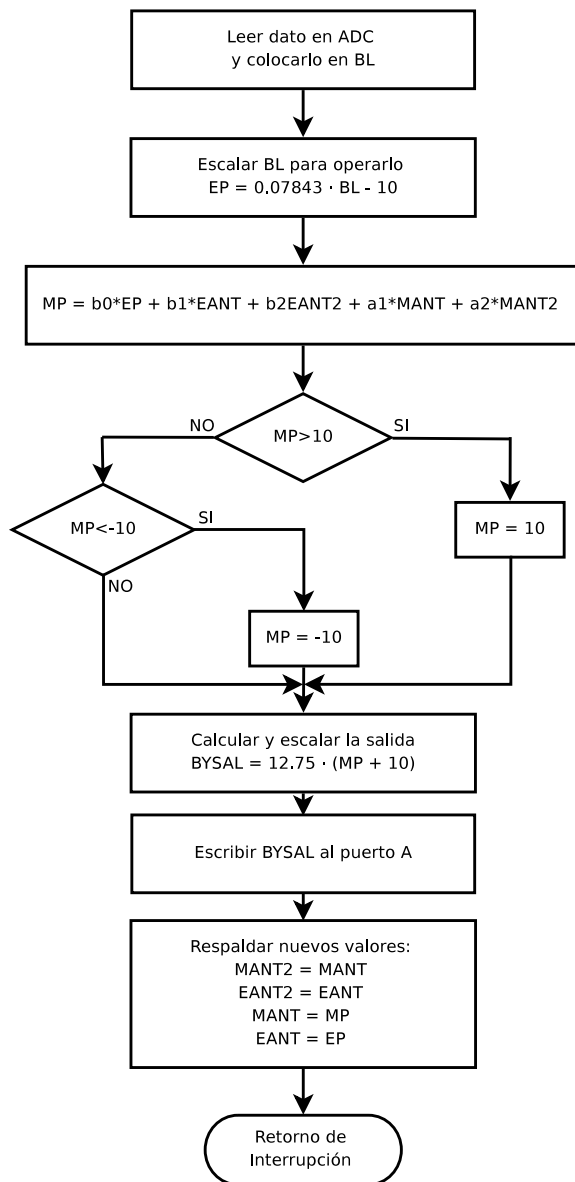 Leer dato en ADC
y colocarlo en BL
Escalar BL para operarlo
EP = 0.07843 · BL - 10
MP = b0*EP + b1*EANT + b2EANT2 + a1*MANT + a2*MANT2
NO
MP>10
SI
MP<-10
SI
MP = 10
NO
MP = -10
Calcular y escalar la salida
BYSAL = 12.75 · (MP + 10)
Escribir BYSAL al puerto A
Respaldar nuevos valores:
MANT2 = MANT
EANT2 = EANT
MANT = MP
EANT = EP
Retorno de
Interrupción